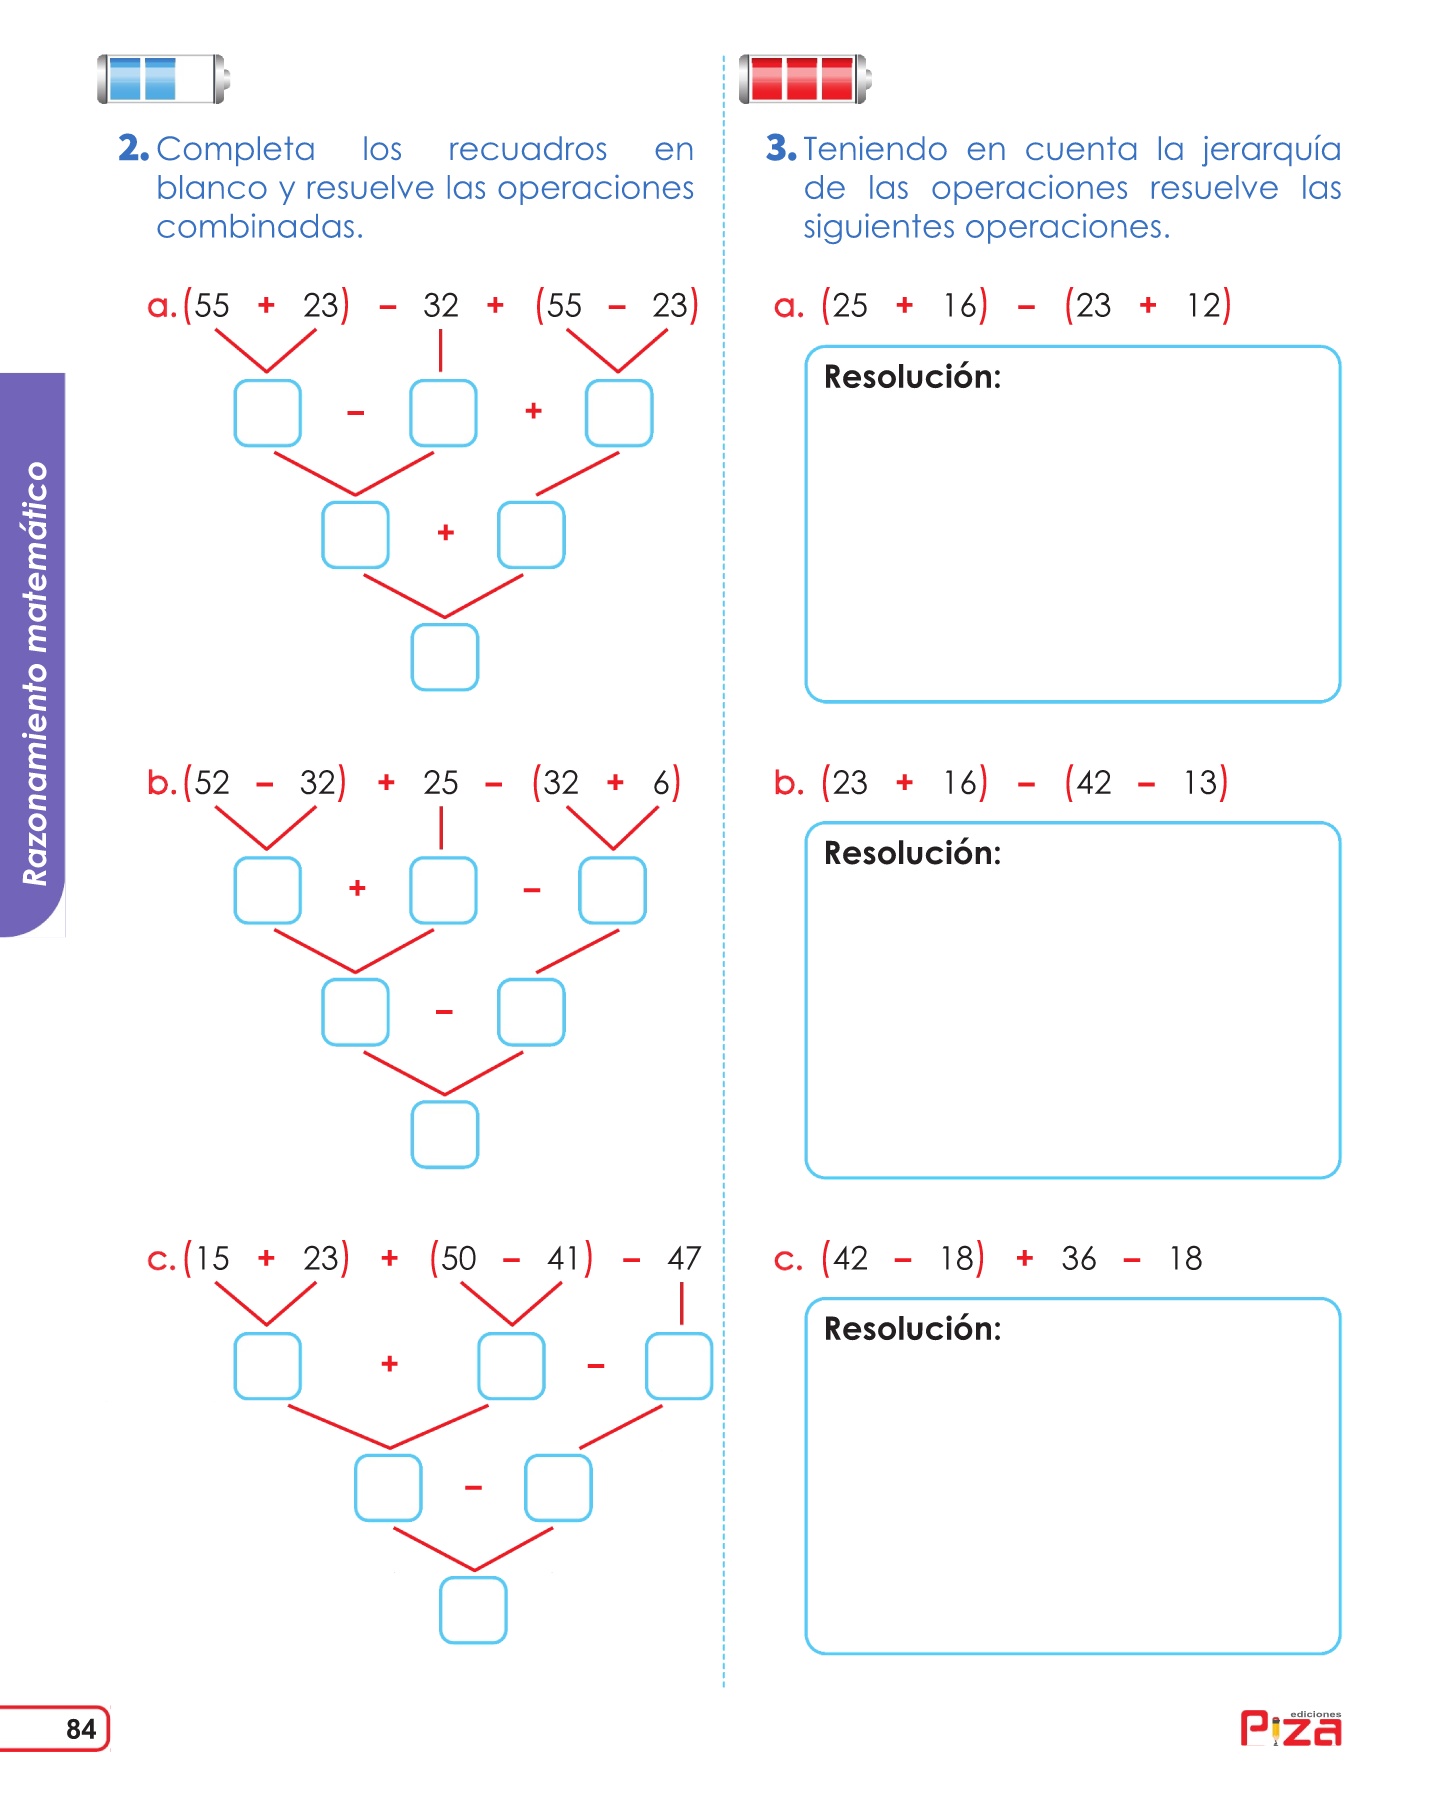 2. Completa los recuadros en
blanco y resuelve las operaciones
combinadas.
a. (55 + 23) – 32 + (55 – 23)
– +
+
b. (52 – 32) + 25 – (32 + 6)
+ –
–
c. (15 + 23) + (50 – 41) – 47
+ –
–
3. Teniendo en cuenta la jerarquía
de las operaciones resuelve las
siguientes operaciones.
a. (25 + 16) – (23 + 12)
Resolución:
b. (23 + 16) – (42 – 13)
Resolución:
c. (42 – 18) + 36 – 18
Resolución:
Razonamiento matemático
84
ediciones
Piza